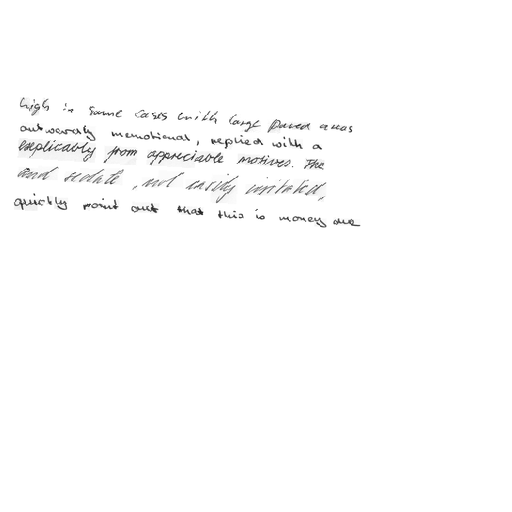 high in some cases with large paved areas
outwardly unemotional, replied with a
explicably from appreciable motives. The
and sedate, not easily irritated,
quickly point out that this is money due